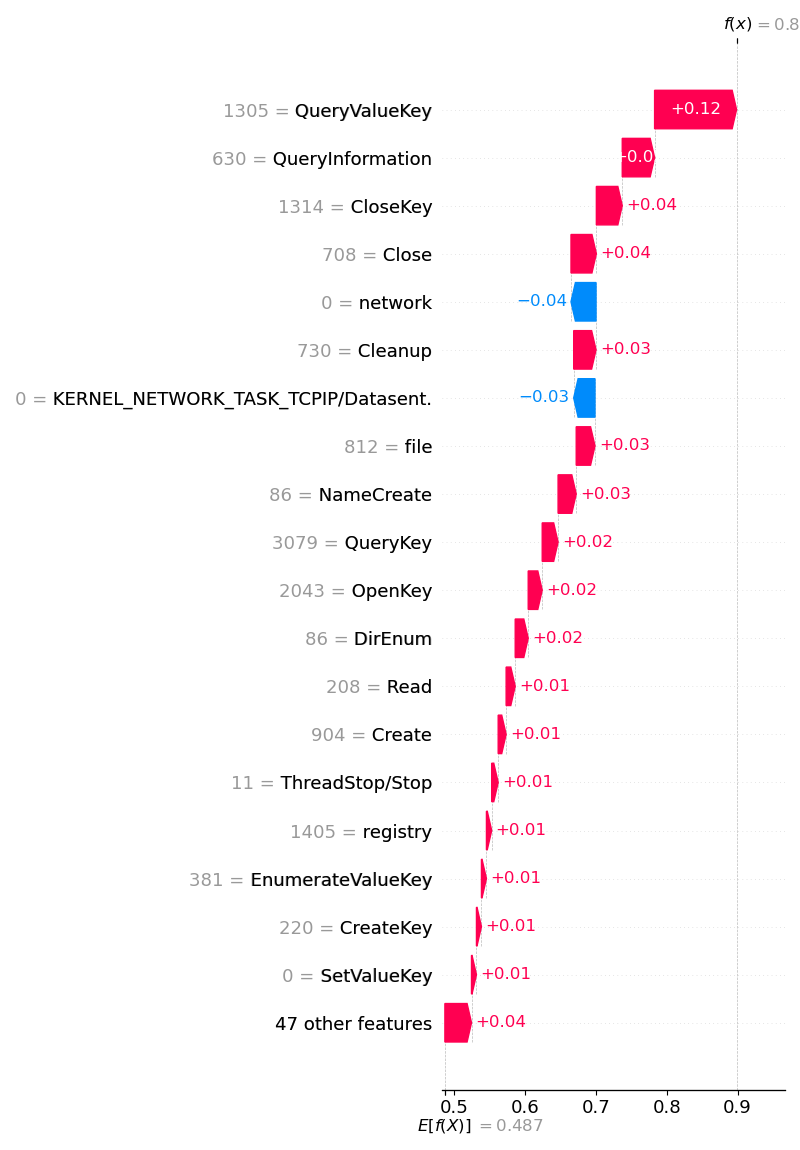 f(x) = 0.8
1305 = QueryValueKey +0.12
630 = QueryInformation
1314 = CloseKey +0.04
708 = Close +0.04
0 = network −0.04
730 = Cleanup +0.03
0 = KERNEL_NETWORK_TASK_TCPIP/Datasent. −0.03
812 = file +0.03
86 = NameCreate +0.03
3079 = QueryKey +0.02
2043 = OpenKey +0.02
86 = DirEnum +0.02
208 = Read +0.01
904 = Create +0.01
11 = ThreadStop/Stop +0.01
1405 = registry +0.01
381 = EnumerateValueKey +0.01
220 = CreateKey +0.01
0 = SetValueKey +0.01
47 other features +0.04
0.5 0.6 0.7 0.8 0.9
E[f(X)] = 0.487